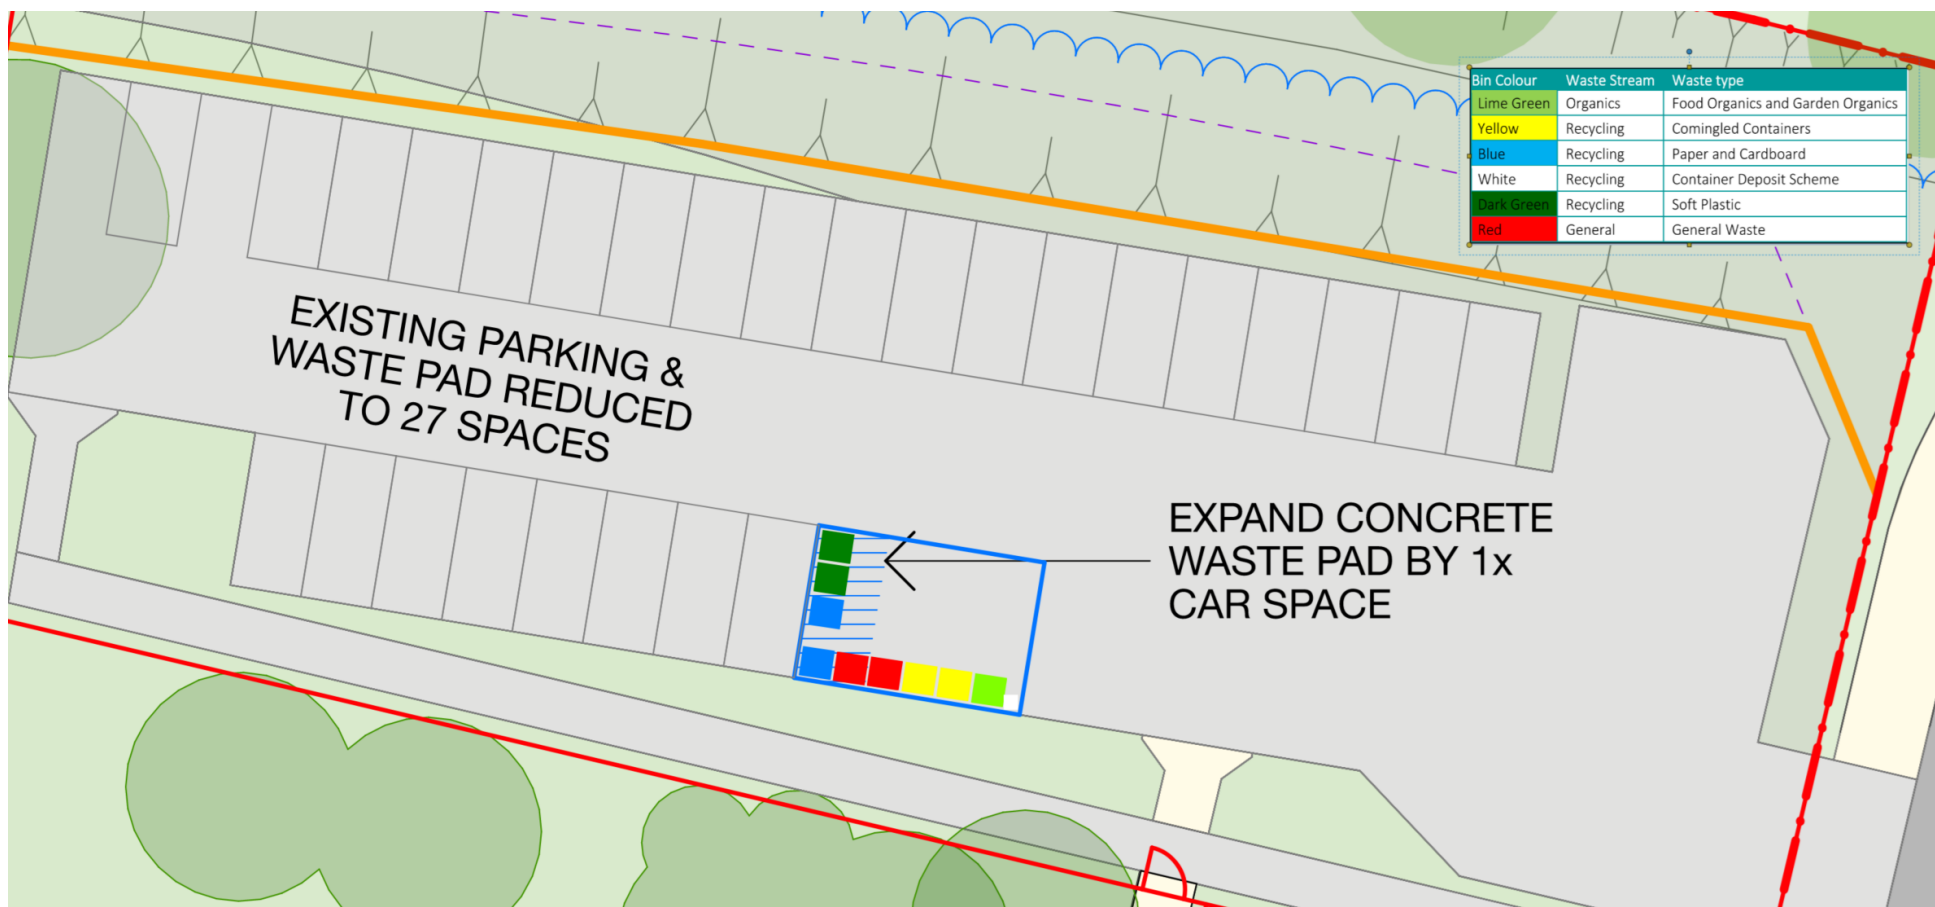 Bin Colour Waste Stream Waste type
Lime Green Organics Food Organics and Garden Organics
Yellow Recycling Comingled Containers
Blue Recycling Paper and Cardboard
White Recycling Container Deposit Scheme
Dark Green Recycling Soft Plastic
Red General General Waste
EXISTING PARKING &
WASTE PAD REDUCED
TO 27 SPACES
EXPAND CONCRETE
WASTE PAD BY 1x
CAR SPACE